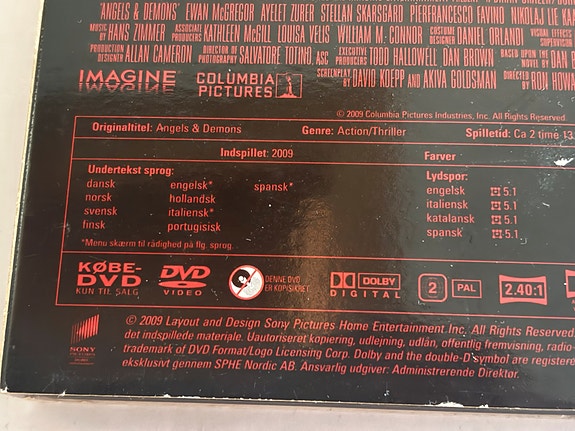 'ANGELS & DEMONS' EWAN McGREGOR AYELET ZURER STELLAN SKARSGARD PIERFRANCESCO FAVINO NIKOLAJ LIE
MUSIC BY HANS ZIMMER ASSOCIATE PRODUCERS KATHLEEN McGILL LOUISA VELIS WILLIAM M. CONNOR COSTUME DESIGNER DANIEL ORLANDI VISUAL EFFECTS
PRODUCTION DESIGNER ALLAN CAMERON DIRECTOR OF PHOTOGRAPHY SALVATORE TOTINO, ASC EXECUTIVE PRODUCERS TODD HALLOWELL DAN BROWN BASED UPON THE
SCREENPLAY BY DAVID KOEPP AND AKIVA GOLDSMAN DIRECTED BY RON
IMAGINE
COLUMBIA
PICTURES
© 2009 Columbia Pictures Industries, Inc. All Rights Reserved.
Originaltitel: Angels & Demons Genre: Action/Thriller Spilletid: Ca 2 time 13
Indspillet: 2009 Farver
Undertekst sprog:
dansk engelsk* spansk*
norsk hollandsk
svensk italiensk*
finsk portugisisk
*Menu skærm til rådighed på flg. sprog.
Lydspor:
engelsk 5.1
italiensk 5.1
katalansk 5.1
spansk 5.1
KØBE-
DVD
KUN TIL SALG
DVD
VIDEO
DENNE DVD
ER KOPISIKRET
DOLBY
DIGITAL
2
PAL
2.40:1
SONY
© 2009 Layout and Design Sony Pictures Home Entertainment Inc. All Rights Reserved
det indspillede materiale. Uautoriseret kopiering, udlejning, udlån, offentlig fremvisning, radio-
trademark of DVD Format/Logo Licensing Corp. Dolby and the double-D symbol are registere
eksklusivt gennem SPHE Nordic AB. Ansvarlig udgiver: Administrerende Direktør.